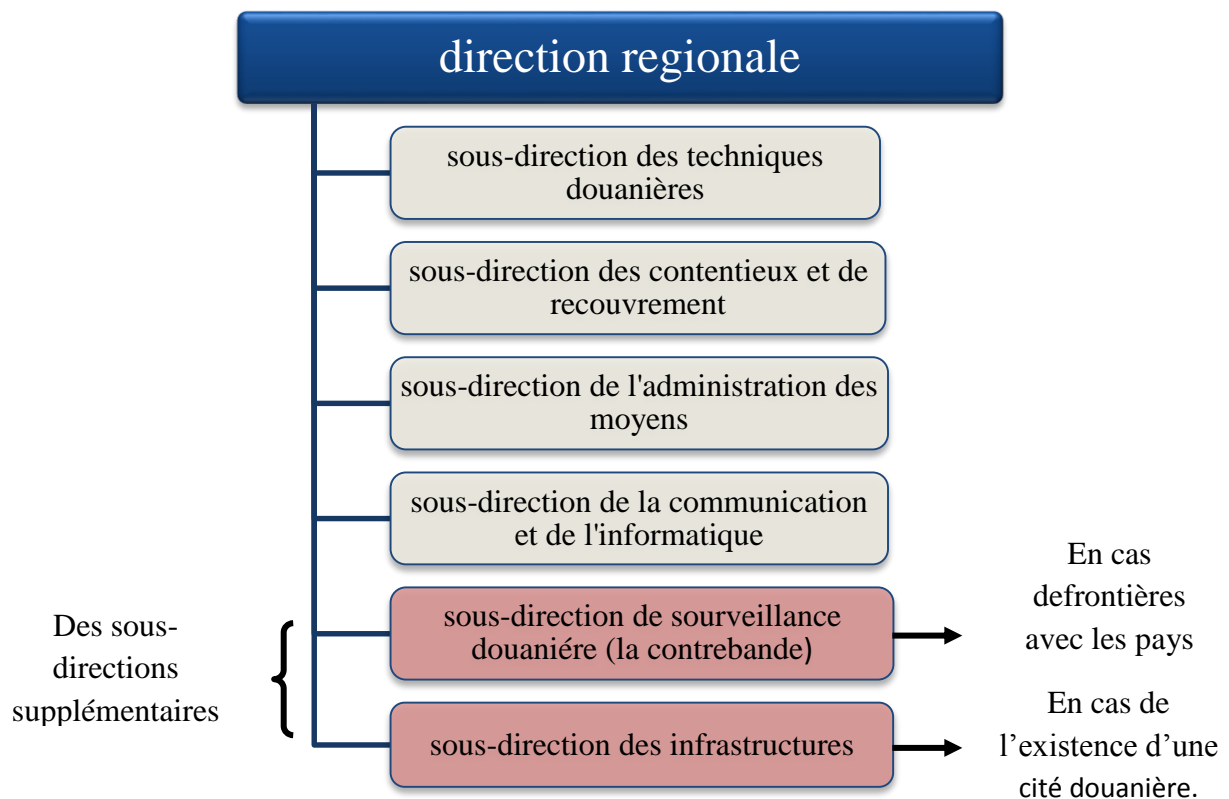 direction regionale
sous-direction des techniques
douanières
sous-direction des contentieux et de
recouvrement
sous-direction de l'administration des
moyens
sous-direction de la communication
et de l'informatique
sous-direction de sourveillance
douaniére (la contrebande)
sous-direction des infrastructures
Des sous-
directions
supplémentaires
En cas
defrontières
avec les pays
En cas de
l’existence d’une
cité douanière.